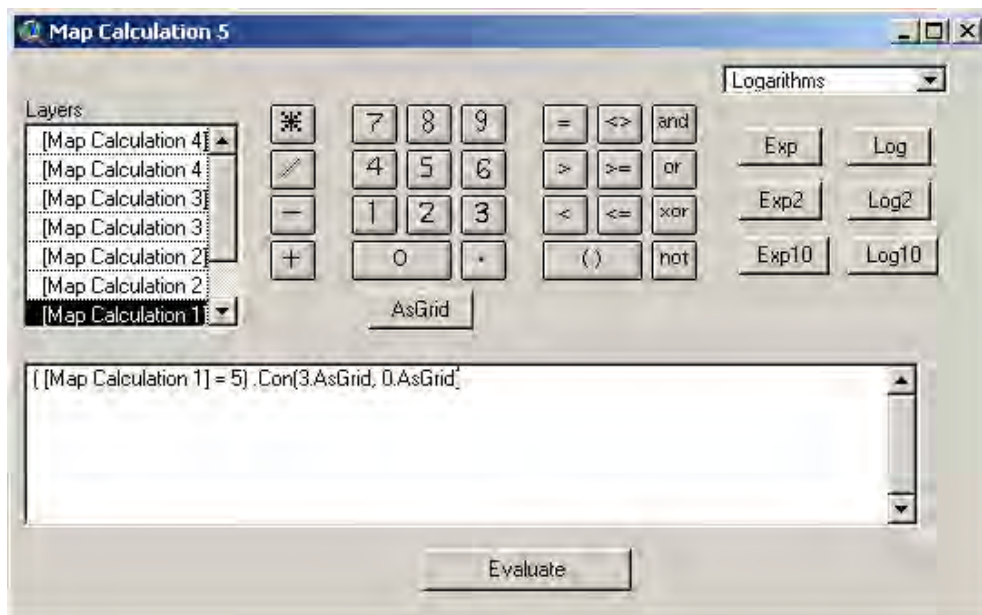 Map Calculation 5
Logarithms
Layers
[Map Calculation 4]
[Map Calculation 4
[Map Calculation 3]
[Map Calculation 3
[Map Calculation 2]
[Map Calculation 2
[Map Calculation 1]
* 7 8 9 = <> and
/ 4 5 6 > >= or
- 1 2 3 < <= xor
+ 0 . ( ) not
Exp Log
Exp2 Log2
Exp10 Log10
AsGrid
( [Map Calculation 1] = 5) .Con(3.AsGrid, 0.AsGrid
Evaluate